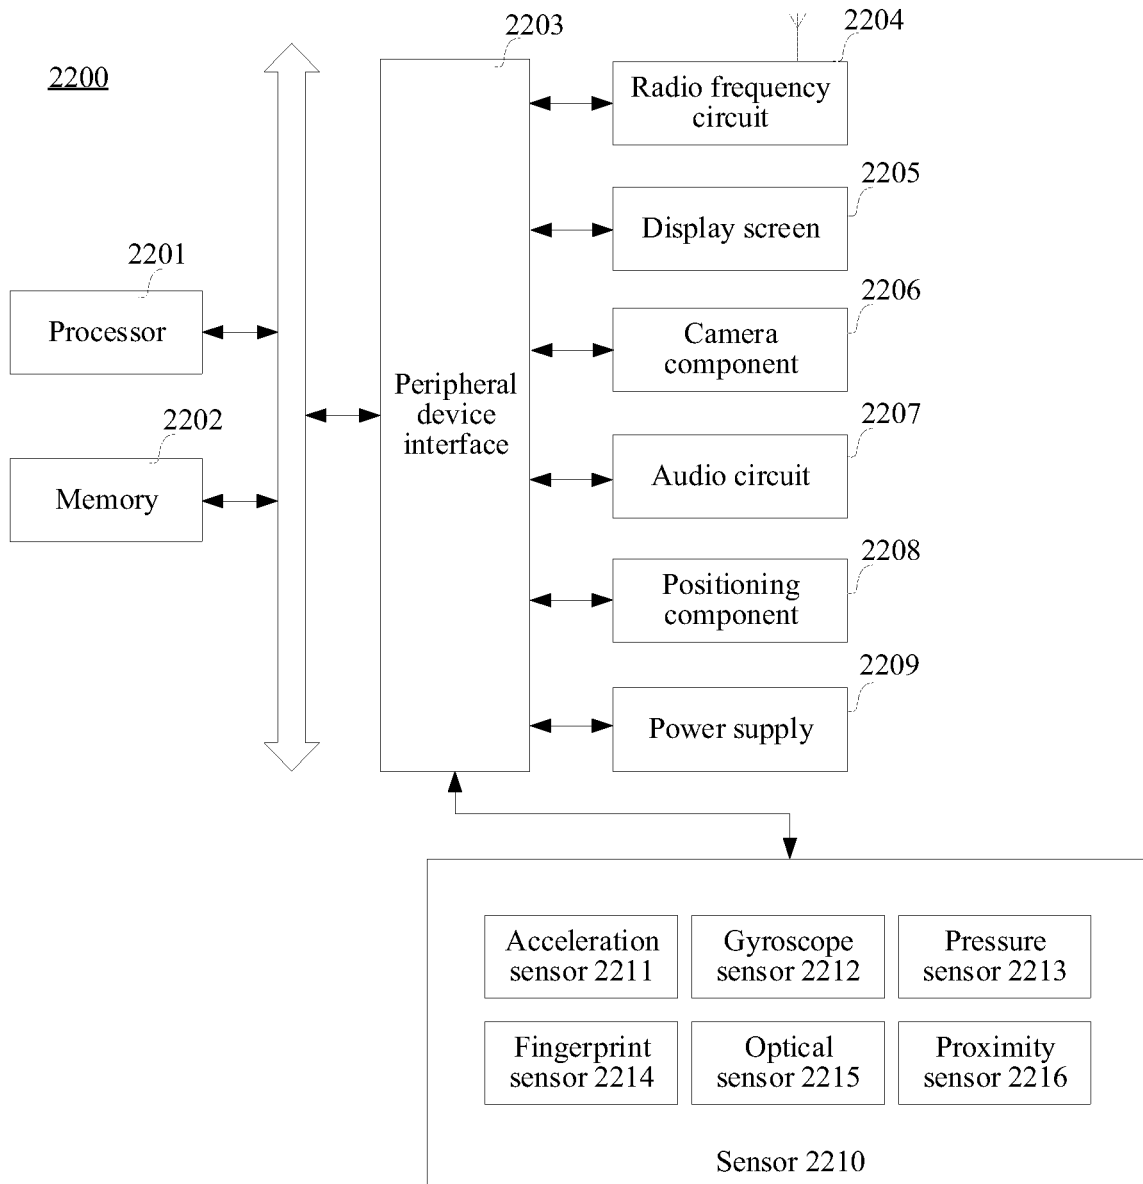 2200
2203
2204
Radio frequency
circuit
2205
Display screen
2201
Processor
2206
Camera
component
Peripheral
device
interface
2202
Memory
2207
Audio circuit
2208
Positioning
component
2209
Power supply
Acceleration
sensor 2211
Gyroscope
sensor 2212
Pressure
sensor 2213
Fingerprint
sensor 2214
Optical
sensor 2215
Proximity
sensor 2216
Sensor 2210